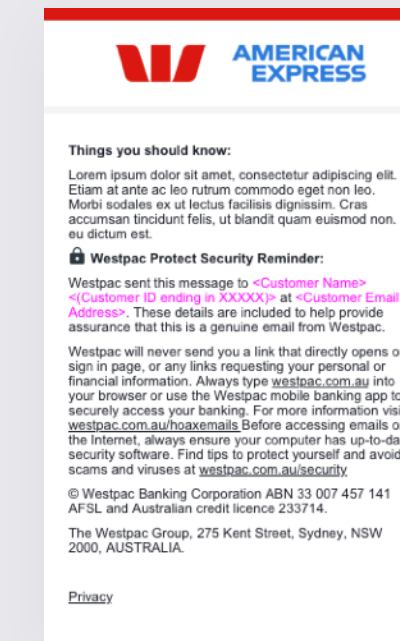 AMERICAN
EXPRESS
Things you should know:
Lorem ipsum dolor sit amet, consectetur adipiscing elit.
Etiam at ante ac leo rutrum commodo eget non leo.
Morbi sodales ex ut lectus facilisis dignissim. Cras
accumsan tincidunt felis, ut blandit quam euismod non.
eu dictum est.
Westpac Protect Security Reminder:
Westpac sent this message to <Customer Name>
<(Customer ID ending in XXXXX)> at <Customer Email
Address>. These details are included to help provide
assurance that this is a genuine email from Westpac.
Westpac will never send you a link that directly opens
sign in page, or any links requesting your personal or
financial information. Always type westpac.com.au into
your browser or use the Westpac mobile banking app to
securely access your banking. For more information
westpac.com.au/hoaxemails Before accessing emails
the Internet, always ensure your computer has
security software. Find tips to protect yourself and avoid
scams and viruses at westpac.com.au/security
© Westpac Banking Corporation ABN 33 007 457 141
AFSL and Australian credit licence 233714.
The Westpac Group, 275 Kent Street, Sydney, NSW
2000, AUSTRALIA.
Privacy